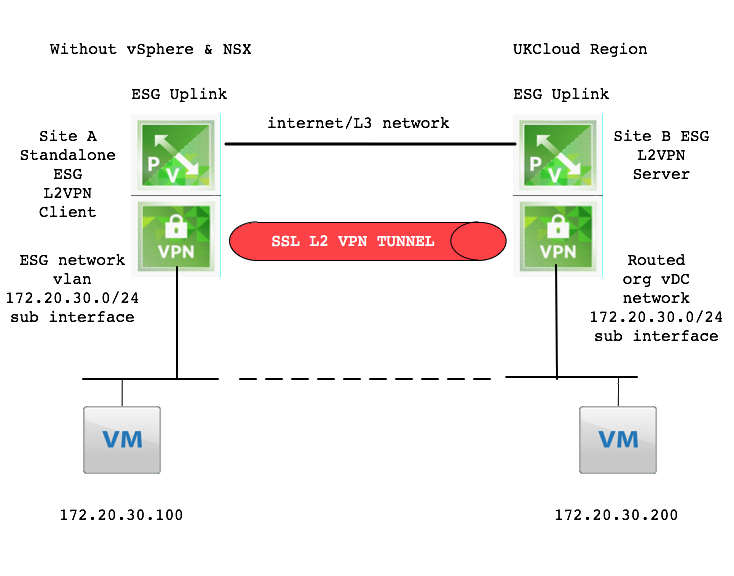 Without vSphere & NSX
UKCloud Region
ESG Uplink
ESG Uplink
internet/L3 network
Site A
Standalone
ESG
L2VPN
Client
P
V
P
V
Site B ESG
L2VPN
Server
VPN
SSL L2 VPN TUNNEL
VPN
ESG network
vlan
172.20.30.0/24
sub interface
Routed
org vDC
network
172.20.30.0/24
sub interface
VM
VM
172.20.30.100
172.20.30.200